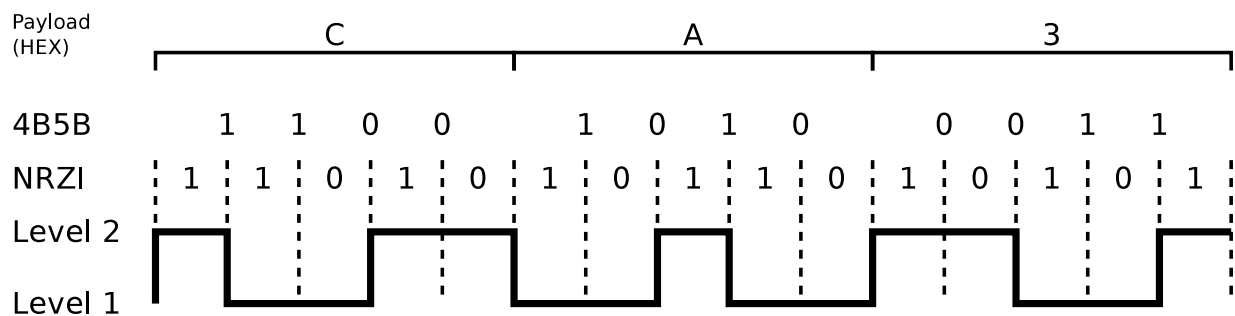 Payload
(HEX)
C A 3
4B5B 1 1 0 0 1 0 1 0 0 0 1 1
NRZI 1 1 0 1 0 1 0 1 1 0 1 0 1 0 1
Level 2
Level 1